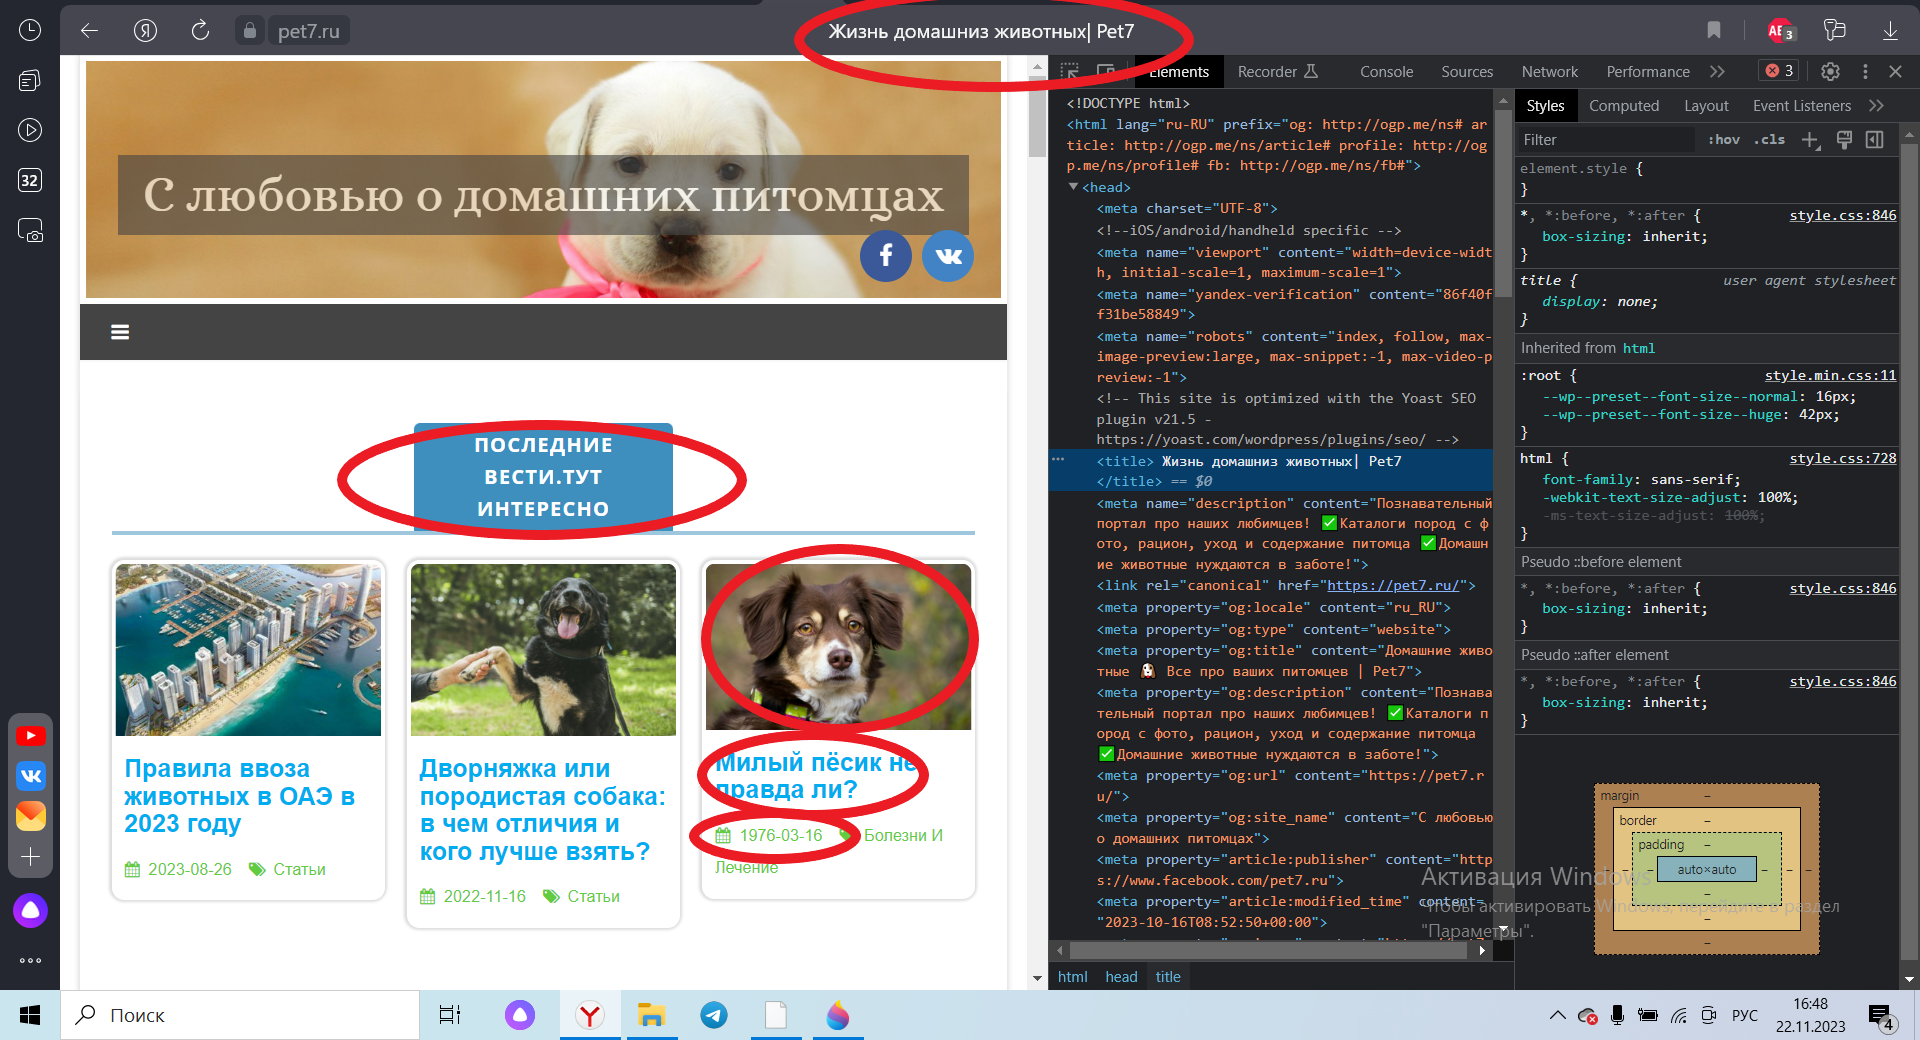 pet7.ru
Жизнь домашниз животных| Pet7
3
32
С любовью о домашних питомцах
ПОСЛЕДНИЕ
ВЕСТИ.ТУТ
ИНТЕРЕСНО
Правила ввоза
животных в ОАЭ в
2023 году
2023-08-26 Статьи
Дворняжка или
породистая собака:
в чем отличия и
кого лучше взять?
2022-11-16 Статьи
Милый пёсик не
правда ли?
1976-03-16 Болезни И
Лечение
Elements Recorder Console Sources Network Performance 3
<!DOCTYPE html>
<html lang="ru-RU" prefix="og: http://ogp.me/ns# ar
ticle: http://ogp.me/ns/article# profile: http://og
p.me/ns/profile# fb: http://ogp.me/ns/fb#">
<head>
<meta charset="UTF-8">
<!--iOS/android/handheld specific -->
<meta name="viewport" content="width=device-widt
h, initial-scale=1, maximum-scale=1">
<meta name="yandex-verification" content="86f40f
f31be58849">
<meta name="robots" content="index, follow, max-
image-preview:large, max-snippet:-1, max-video-p
review:-1">
<!-- This site is optimized with the Yoast SEO
plugin v21.5 -
https://yoast.com/wordpress/plugins/seo/ -->
<title> Жизнь домашниз животных| Pet7
</title> == $0
<meta name="description" content="Познавательный
портал про наших любимцев! ✅Каталоги пород с ф
ото, рацион, уход и содержание питомца ✅Домашн
ие животные нуждаются в заботе!">
<link rel="canonical" href="https://pet7.ru/">
<meta property="og:locale" content="ru_RU">
<meta property="og:type" content="website">
<meta property="og:title" content="Домашние живо
тные 🐶 Все про ваших питомцев | Pet7">
<meta property="og:description" content="Познава
тельный портал про наших любимцев! ✅Каталоги п
ород с фото, рацион, уход и содержание питомца
✅Домашние животные нуждаются в заботе!">
<meta property="og:url" content="https://pet7.r
u/">
<meta property="og:site_name" content="С любовью
о домашних питомцах">
<meta property="article:publisher" content="http
s://www.facebook.com/pet7.ru">
<meta property="article:modified_time" content=
"2023-10-16T08:52:50+00:00">
html head title
Styles Computed Layout Event Listeners
Filter :hov .cls
element.style {
}
*, *:before, *:after { style.css:846
box-sizing: inherit;
}
title { user agent stylesheet
display: none;
}
Inherited from html
:root { style.min.css:11
--wp--preset--font-size--normal: 16px;
--wp--preset--font-size--huge: 42px;
}
html { style.css:728
font-family: sans-serif;
-webkit-text-size-adjust: 100%;
-ms-text-size-adjust: 100%;
}
Pseudo ::before element
*, *:before, *:after { style.css:846
box-sizing: inherit;
}
Pseudo ::after element
*, *:before, *:after { style.css:846
box-sizing: inherit;
}
margin –
border –
padding –
– – auto×auto – – –
–
–
–
Активация Windows
Чтобы активировать Windows, перейдите в раздел
"Параметры".
Поиск
РУС
16:48
22.11.2023
4